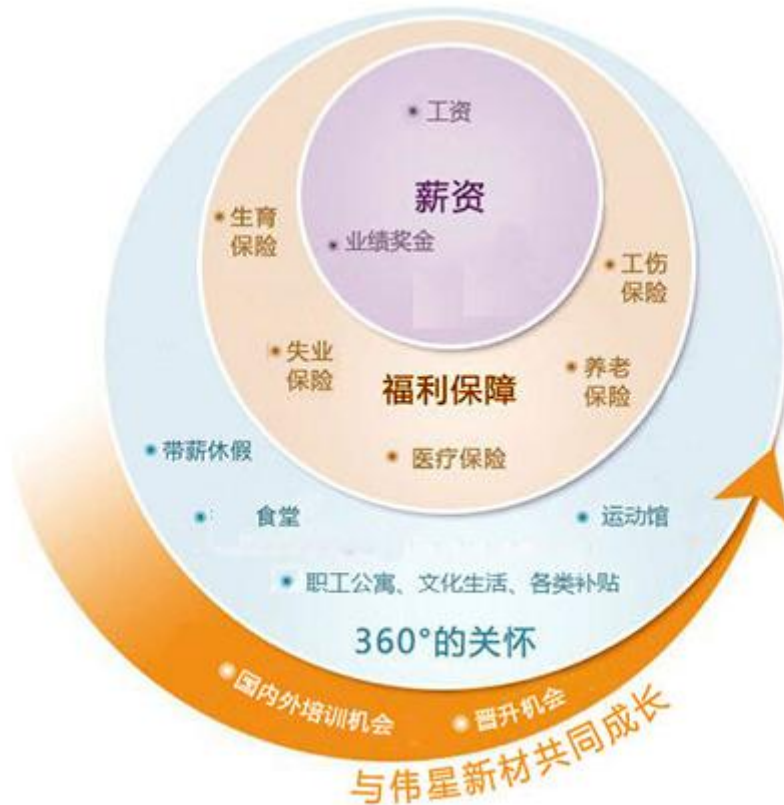 工资
薪资
业绩奖金
生育
保险
工伤
保险
失业
保险
养老
保险
福利保障
医疗保险
带薪休假
食堂
运动馆
职工公寓、文化生活、各类补贴
360°的关怀
国内外培训机会
晋升机会
与伟星新材共同成长